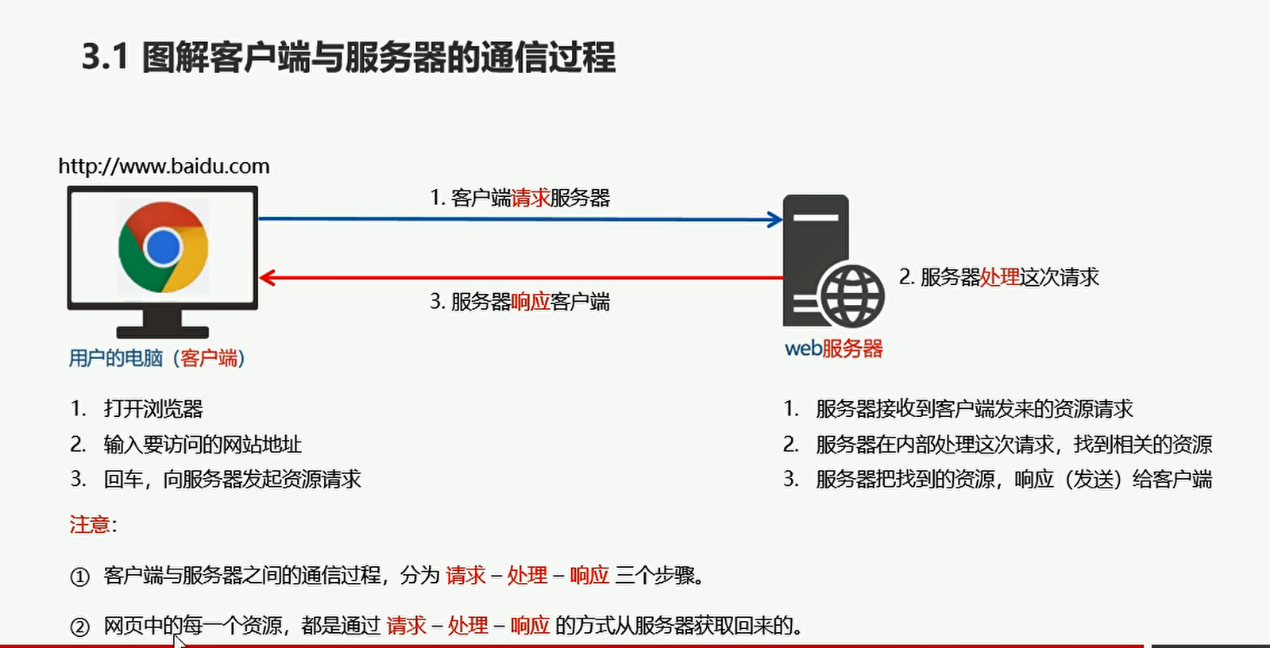 3.1 图解客户端与服务器的通信过程
http://www.baidu.com
1. 客户端请求服务器
2. 服务器处理这次请求
3. 服务器响应客户端
用户的电脑（客户端）
web服务器
1. 打开浏览器
2. 输入要访问的网站地址
3. 回车，向服务器发起资源请求
1. 服务器接收到客户端发来的资源请求
2. 服务器在内部处理这次请求，找到相关的资源
3. 服务器把找到的资源，响应（发送）给客户端
注意：
① 客户端与服务器之间的通信过程，分为 请求 – 处理 – 响应 三个步骤。
② 网页中的每一个资源，都是通过 请求 – 处理 – 响应 的方式从服务器获取回来的。